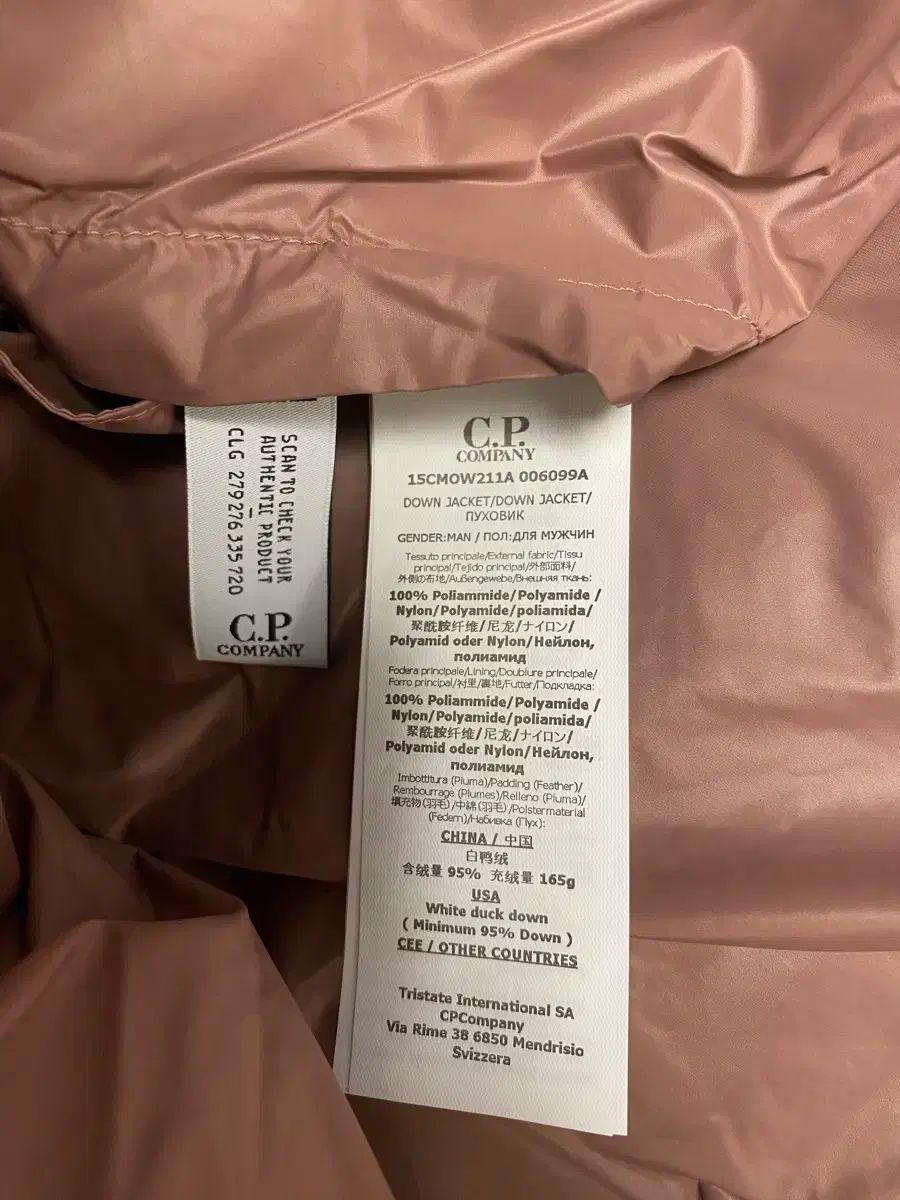 SCAN TO CHECK YOUR
AUTHENTIC PRODUCT
CLG 279276335720
C.P.
COMPANY
C.P.
COMPANY
15CMOW211A 006099A
DOWN JACKET/DOWN JACKET/
ПУХОВИК
GENDER:MAN / ПОЛ:ДЛЯ МУЖЧИН
Tessuto principale/External fabric/Tissu
principal/Tejido principal/外部面料/
外側の布地/Außengewebe/Внешняя ткань:
100% Poliammide/Polyamide /
Nylon/Polyamide/poliamida/
聚酰胺纤维/尼龙/ナイロン/
Polyamid oder Nylon/Нейлон,
полиамид
Fodera principale/Lining/Doublure principale/
Forro principal/衬里/裏地/Futter/Подкладка:
100% Poliammide/Polyamide /
Nylon/Polyamide/poliamida/
聚酰胺纤维/尼龙/ナイロン/
Polyamid oder Nylon/Нейлон,
полиамид
Imbottitura (Piuma)/Padding (Feather)/
Rembourrage (Plumes)/Relleno (Pluma)/
填充物(羽毛)/中綿(羽毛)/Polstermaterial
(Federn)/Набивка (Пух):
CHINA / 中国
白鸭绒
含绒量 95% 充绒量 165g
USA
White duck down
( Minimum 95% Down )
CEE / OTHER COUNTRIES
Tristate International SA
CPCompany
Via Rime 38 6850 Mendrisio
Svizzera